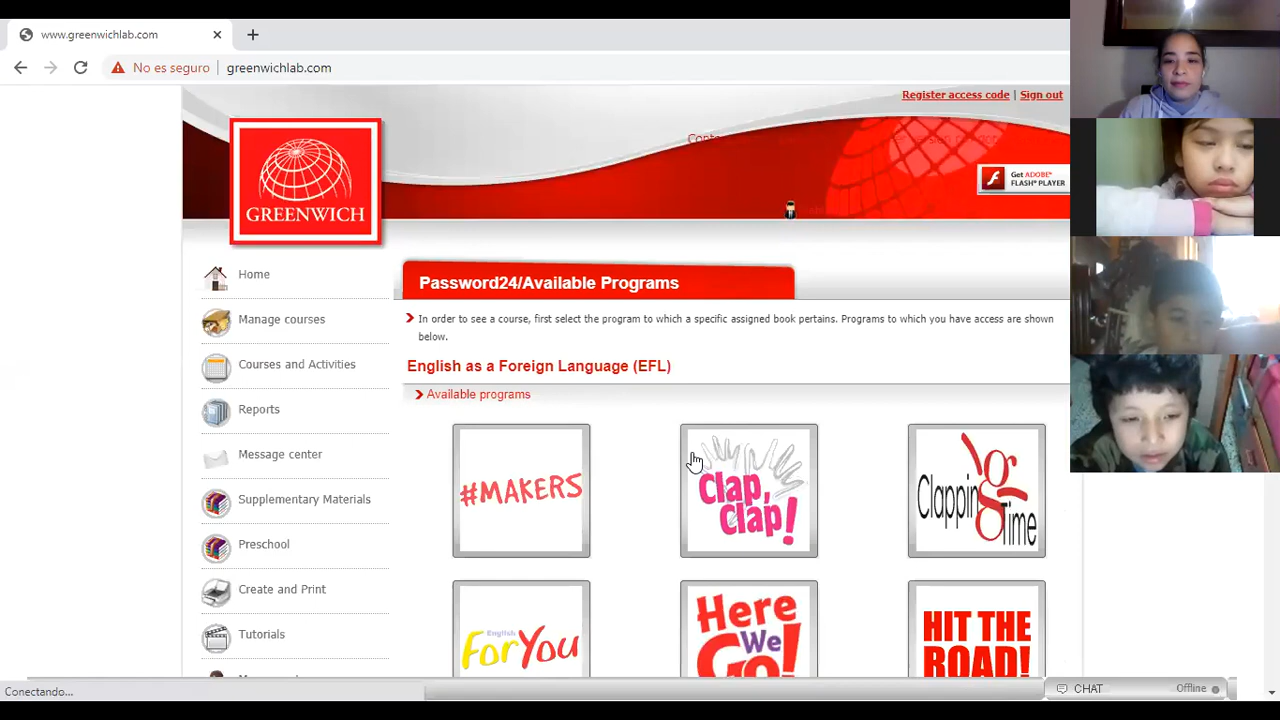 www.greenwichlab.com
No es seguro
greenwichlab.com
Register access code | Sign out
Get ADOBE®
FLASH® PLAYER
GREENWICH
Home
Manage courses
Courses and Activities
Reports
Message center
Supplementary Materials
Preschool
Create and Print
Tutorials
Password24/Available Programs
In order to see a course, first select the program to which a specific assigned book pertains. Programs to which you have access are shown
below.
English as a Foreign Language (EFL)
Available programs
#MAKERS
Clap,
Clap!
Clapping
Time
English
For You
Here
We
Go!
HIT THE
ROAD!
Conectando...
CHAT
Offline